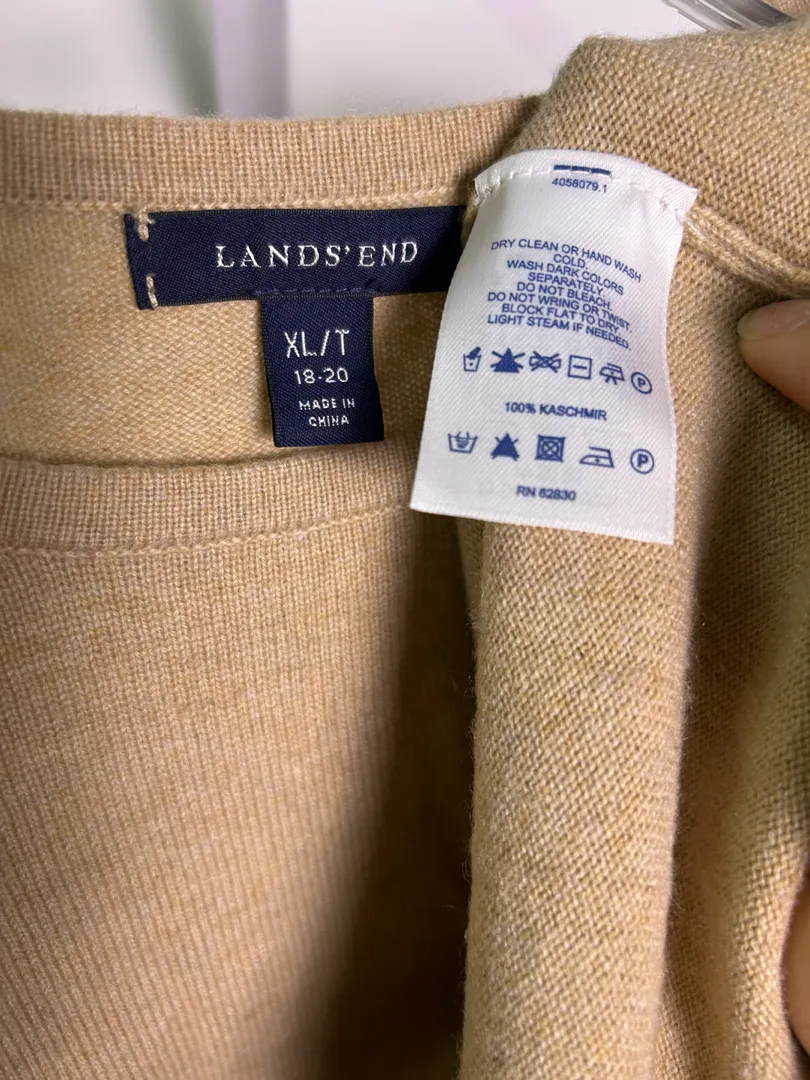 LANDS' END
XL/T
18-20
MADE IN
CHINA
4058079.1
DRY CLEAN OR HAND WASH
COLD.
WASH DARK COLORS
SEPARATELY.
DO NOT BLEACH.
DO NOT WRING OR TWIST.
BLOCK FLAT TO DRY.
LIGHT STEAM IF NEEDED.
P
100% KASCHMIR
P
RN 62830